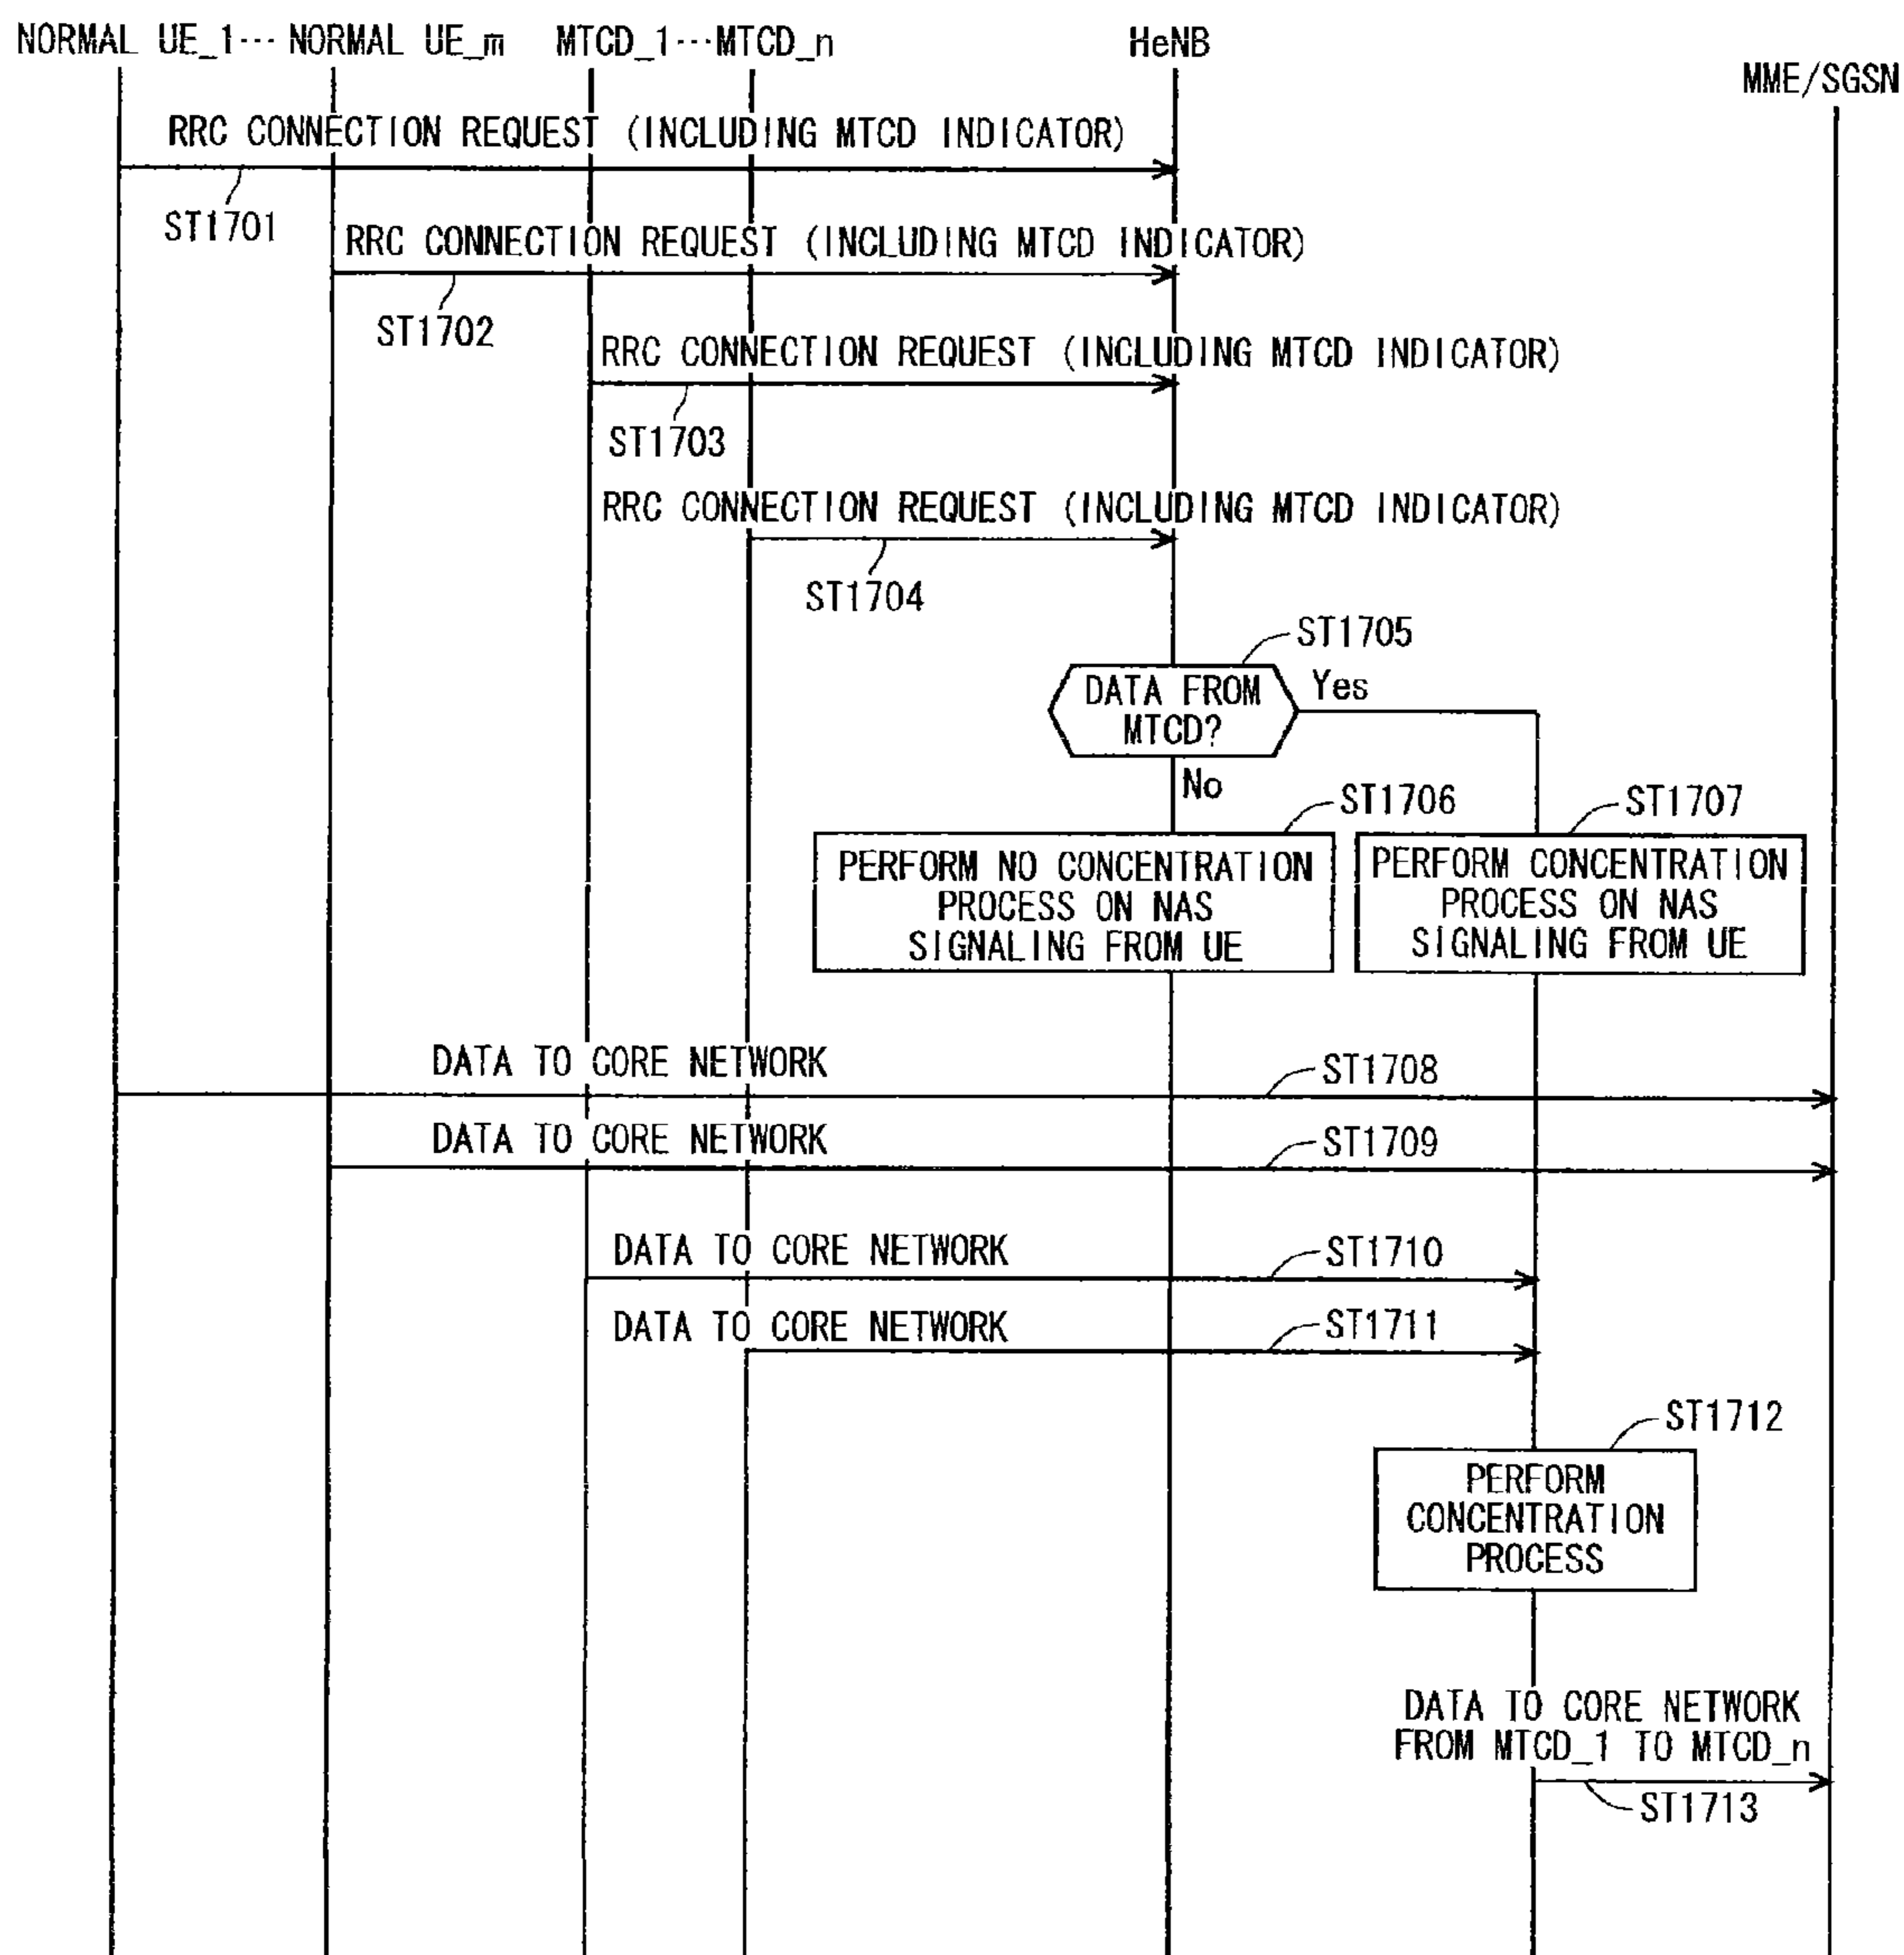 NORMAL UE_1··· NORMAL UE_m MTCD_1···MTCD_n HeNB
MME/SGSN
RRC CONNECTION REQUEST (INCLUDING MTCD INDICATOR)
ST1701
RRC CONNECTION REQUEST (INCLUDING MTCD INDICATOR)
ST1702
RRC CONNECTION REQUEST (INCLUDING MTCD INDICATOR)
ST1703
RRC CONNECTION REQUEST (INCLUDING MTCD INDICATOR)
ST1704
ST1705
DATA FROM
MTCD?
Yes
No
ST1706
PERFORM NO CONCENTRATION
PROCESS ON NAS
SIGNALING FROM UE
ST1707
PERFORM CONCENTRATION
PROCESS ON NAS
SIGNALING FROM UE
DATA TO CORE NETWORK
ST1708
DATA TO CORE NETWORK
ST1709
DATA TO CORE NETWORK
ST1710
DATA TO CORE NETWORK
ST1711
ST1712
PERFORM
CONCENTRATION
PROCESS
DATA TO CORE NETWORK
FROM MTCD_1 TO MTCD_n
ST1713